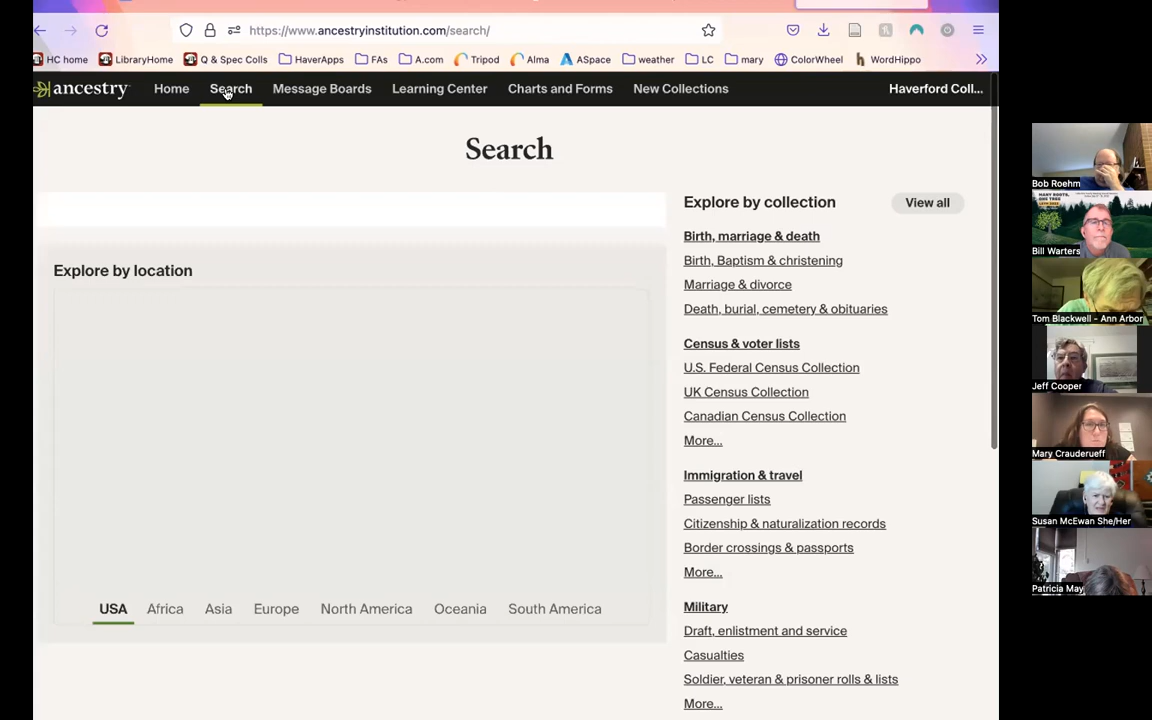 https://www.ancestryinstitution.com/search/
HC home LibraryHome Q & Spec Colls HaverApps FAs A.com Tripod Alma ASpace weather LC mary ColorWheel WordHippo
ancestry Home Search Message Boards Learning Center Charts and Forms New Collections Haverford Coll...
Search
Explore by location
USA Africa Asia Europe North America Oceania South America
Explore by collection View all
Birth, marriage & death
Birth, Baptism & christening
Marriage & divorce
Death, burial, cemetery & obituaries
Census & voter lists
U.S. Federal Census Collection
UK Census Collection
Canadian Census Collection
More...
Immigration & travel
Passenger lists
Citizenship & naturalization records
Border crossings & passports
More...
Military
Draft, enlistment and service
Casualties
Soldier, veteran & prisoner rolls & lists
More...
Bob Roehm
MANY ROOTS,
ONE TREE
Bill Warters
Tom Blackwell - Ann Arbor
Jeff Cooper
Mary Crauderueff
Susan McEwan She/Her
Patricia May